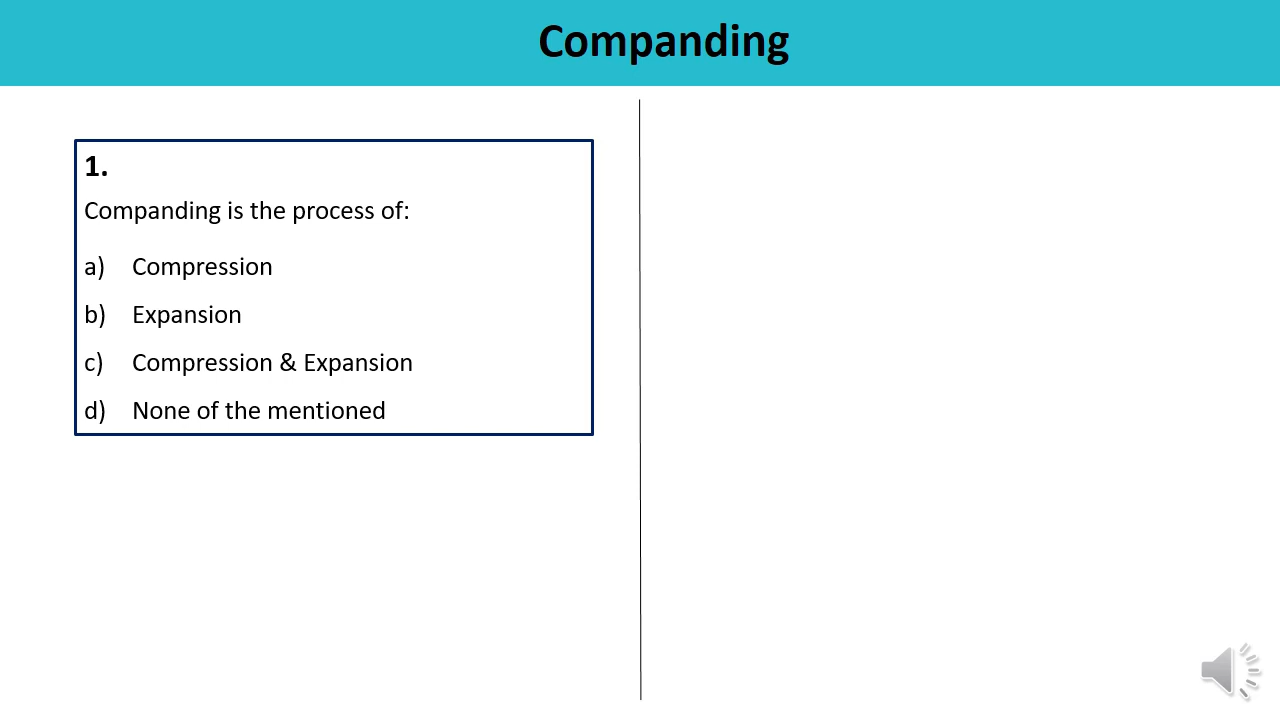 Companding
1.
Companding is the process of:
a) Compression
b) Expansion
c) Compression & Expansion
d) None of the mentioned